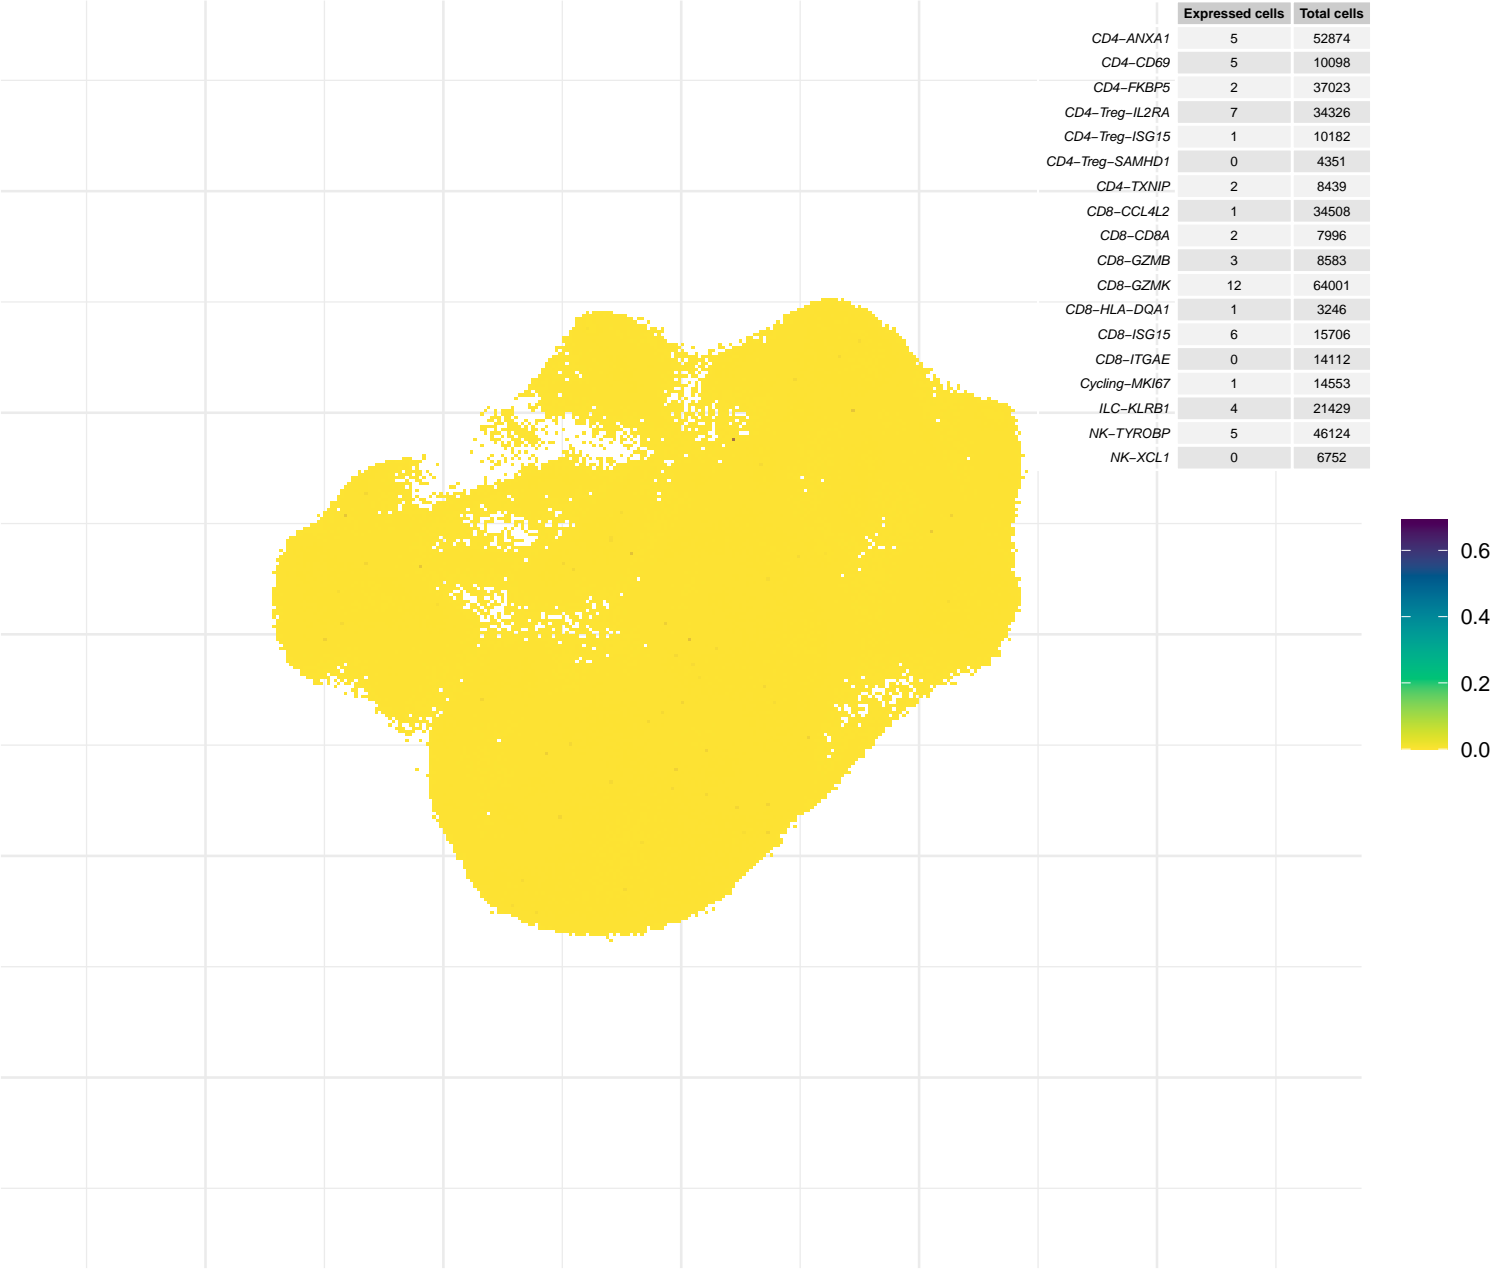 Expressed cells Total cells
CD4−ANXA1 5 52874
CD4−CD69 5 10098
CD4−FKBP5 2 37023
CD4−Treg−IL2RA 7 34326
CD4−Treg−ISG15 1 10182
CD4−Treg−SAMHD1 0 4351
CD4−TXNIP 2 8439
CD8−CCL4L2 1 34508
CD8−CD8A 2 7996
CD8−GZMB 3 8583
CD8−GZMK 12 64001
CD8−HLA−DQA1 1 3246
CD8−ISG15 6 15706
CD8−ITGAE 0 14112
Cycling−MKI67 1 14553
ILC−KLRB1 4 21429
NK−TYROBP 5 46124
NK−XCL1 0 6752
0.6
0.4
0.2
0.0